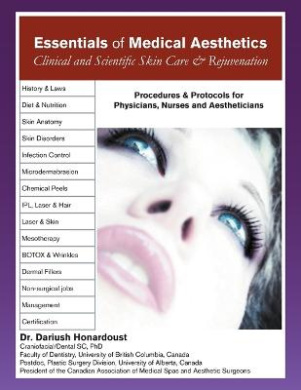 Essentials of Medical Aesthetics
Clinical and Scientific Skin Care & Rejuvenation
History & Laws
Diet & Nutrition
Skin Anatomy
Skin Disorders
Infection Control
Microdermabrasion
Chemical Peels
IPL, Laser & Hair
Laser & Skin
Mesotherapy
BOTOX & Wrinkles
Dermal Fillers
Non-surgical jobs
Management
Certification
Procedures & Protocols for
Physicians, Nurses and Aestheticians
Dr. Dariush Honardoust
Craniofacial/Dental SC, PhD
Faculty of Dentistry, University of British Columbia, Canada
Postdoc, Plastic Surgery Division, University of Alberta, Canada
President of the Canadian Association of Medical Spas and Aesthetic Surgeons